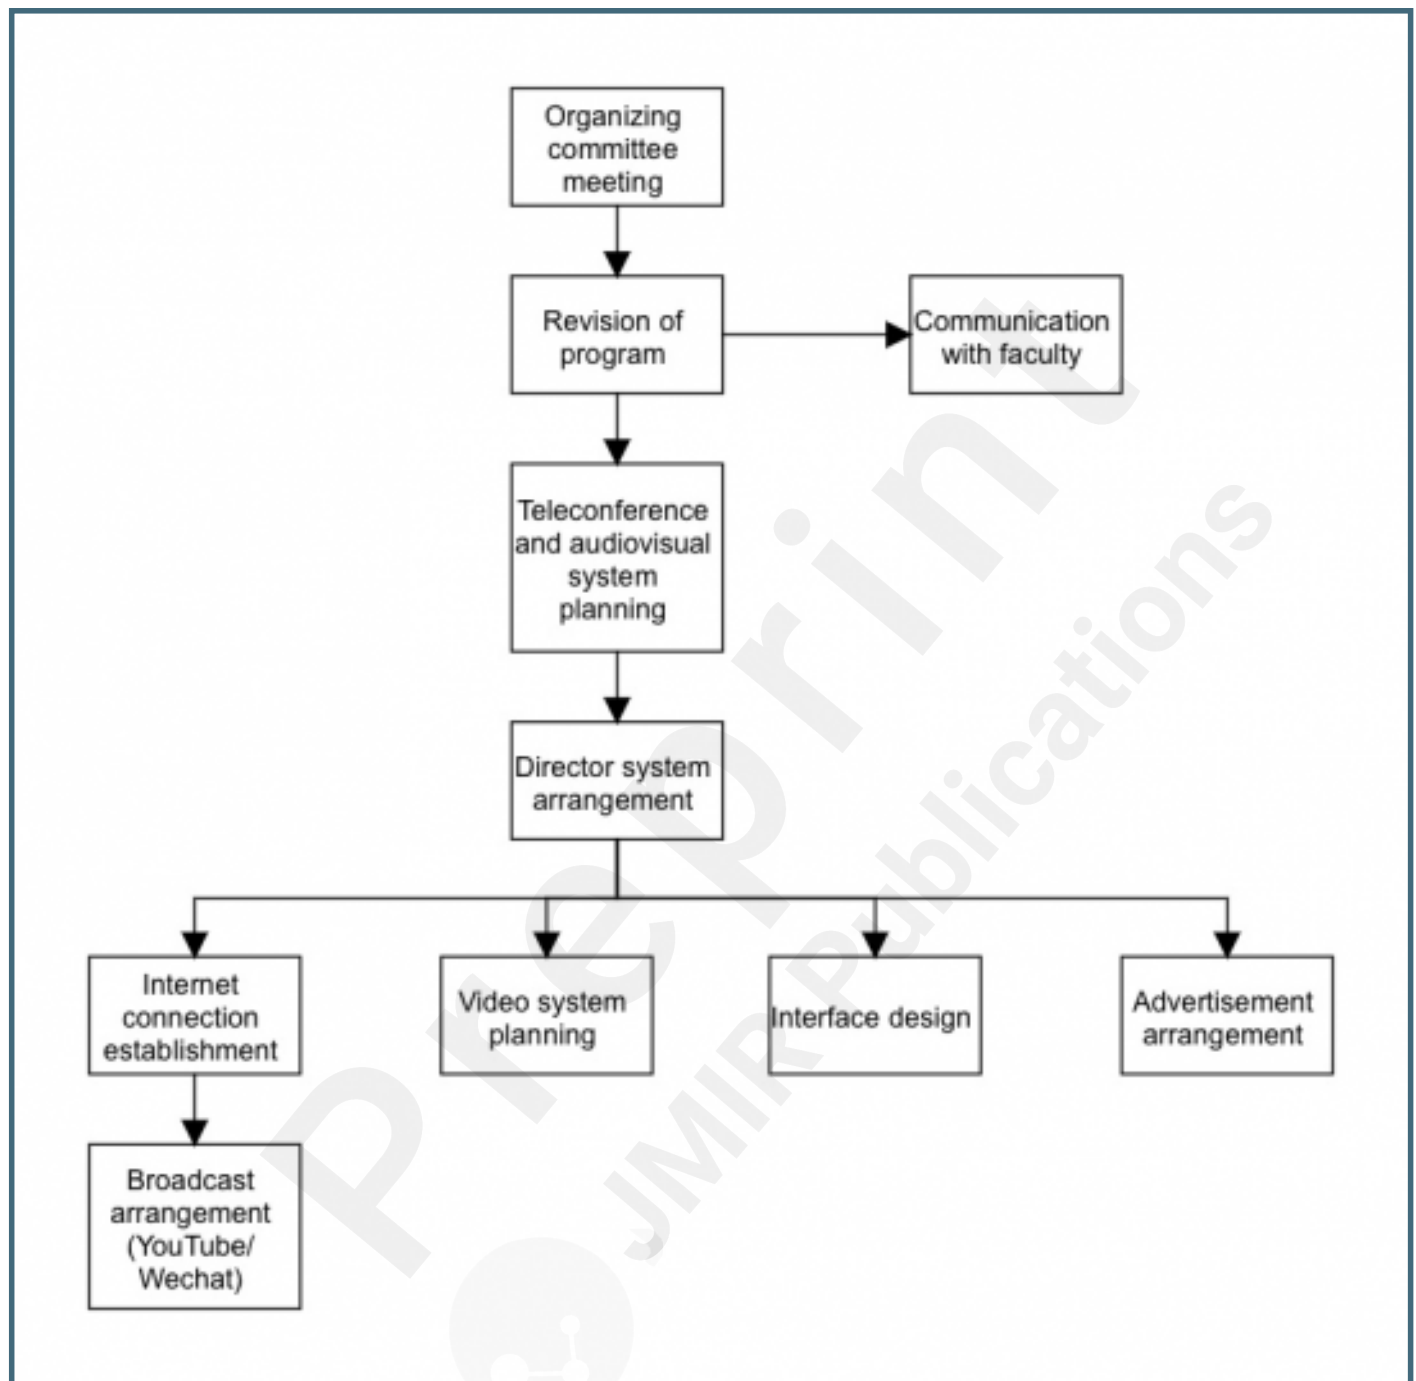 Organizing
committee
meeting
Revision of
program
Communication
with faculty
Teleconference
and audiovisual
system
planning
Director system
arrangement
Internet
connection
establishment
Video system
planning
Interface design
Advertisement
arrangement
Broadcast
arrangement
(YouTube/
Wechat)
Preprint
JMIR Publications